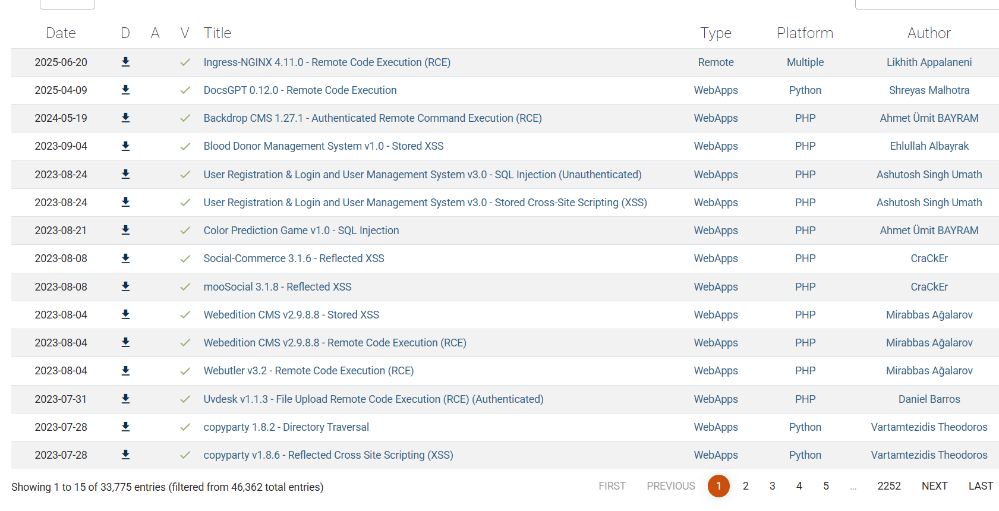 Date D A V Title Type Platform Author
2025-06-20 Ingress-NGINX 4.11.0 - Remote Code Execution (RCE) Remote Multiple Likhith Appalaneni
2025-04-09 DocsGPT 0.12.0 - Remote Code Execution WebApps Python Shreyas Malhotra
2024-05-19 Backdrop CMS 1.27.1 - Authenticated Remote Command Execution (RCE) WebApps PHP Ahmet Ümit BAYRAM
2023-09-04 Blood Donor Management System v1.0 - Stored XSS WebApps PHP Ehlullah Albayrak
2023-08-24 User Registration & Login and User Management System v3.0 - SQL Injection (Unauthenticated) WebApps PHP Ashutosh Singh Umath
2023-08-24 User Registration & Login and User Management System v3.0 - Stored Cross-Site Scripting (XSS) WebApps PHP Ashutosh Singh Umath
2023-08-21 Color Prediction Game v1.0 - SQL Injection WebApps PHP Ahmet Ümit BAYRAM
2023-08-08 Social-Commerce 3.1.6 - Reflected XSS WebApps PHP CraCkEr
2023-08-08 mooSocial 3.1.8 - Reflected XSS WebApps PHP CraCkEr
2023-08-04 Webedition CMS v2.9.8.8 - Stored XSS WebApps PHP Mirabbas Ağalarov
2023-08-04 Webedition CMS v2.9.8.8 - Remote Code Execution (RCE) WebApps PHP Mirabbas Ağalarov
2023-08-04 Webutler v3.2 - Remote Code Execution (RCE) WebApps PHP Mirabbas Ağalarov
2023-07-31 Uvdesk v1.1.3 - File Upload Remote Code Execution (RCE) (Authenticated) WebApps PHP Daniel Barros
2023-07-28 copyparty 1.8.2 - Directory Traversal WebApps Python Vartamtezidis Theodoros
2023-07-28 copyparty v1.8.6 - Reflected Cross Site Scripting (XSS) WebApps Python Vartamtezidis Theodoros
Showing 1 to 15 of 33,775 entries (filtered from 46,362 total entries) FIRST PREVIOUS 1 2 3 4 5 … 2252 NEXT LAST